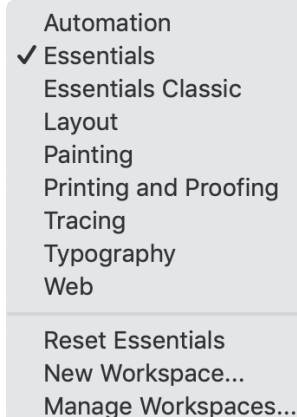 Automation
✓ Essentials
Essentials Classic
Layout
Painting
Printing and Proofing
Tracing
Typography
Web
Reset Essentials
New Workspace...
Manage Workspaces...